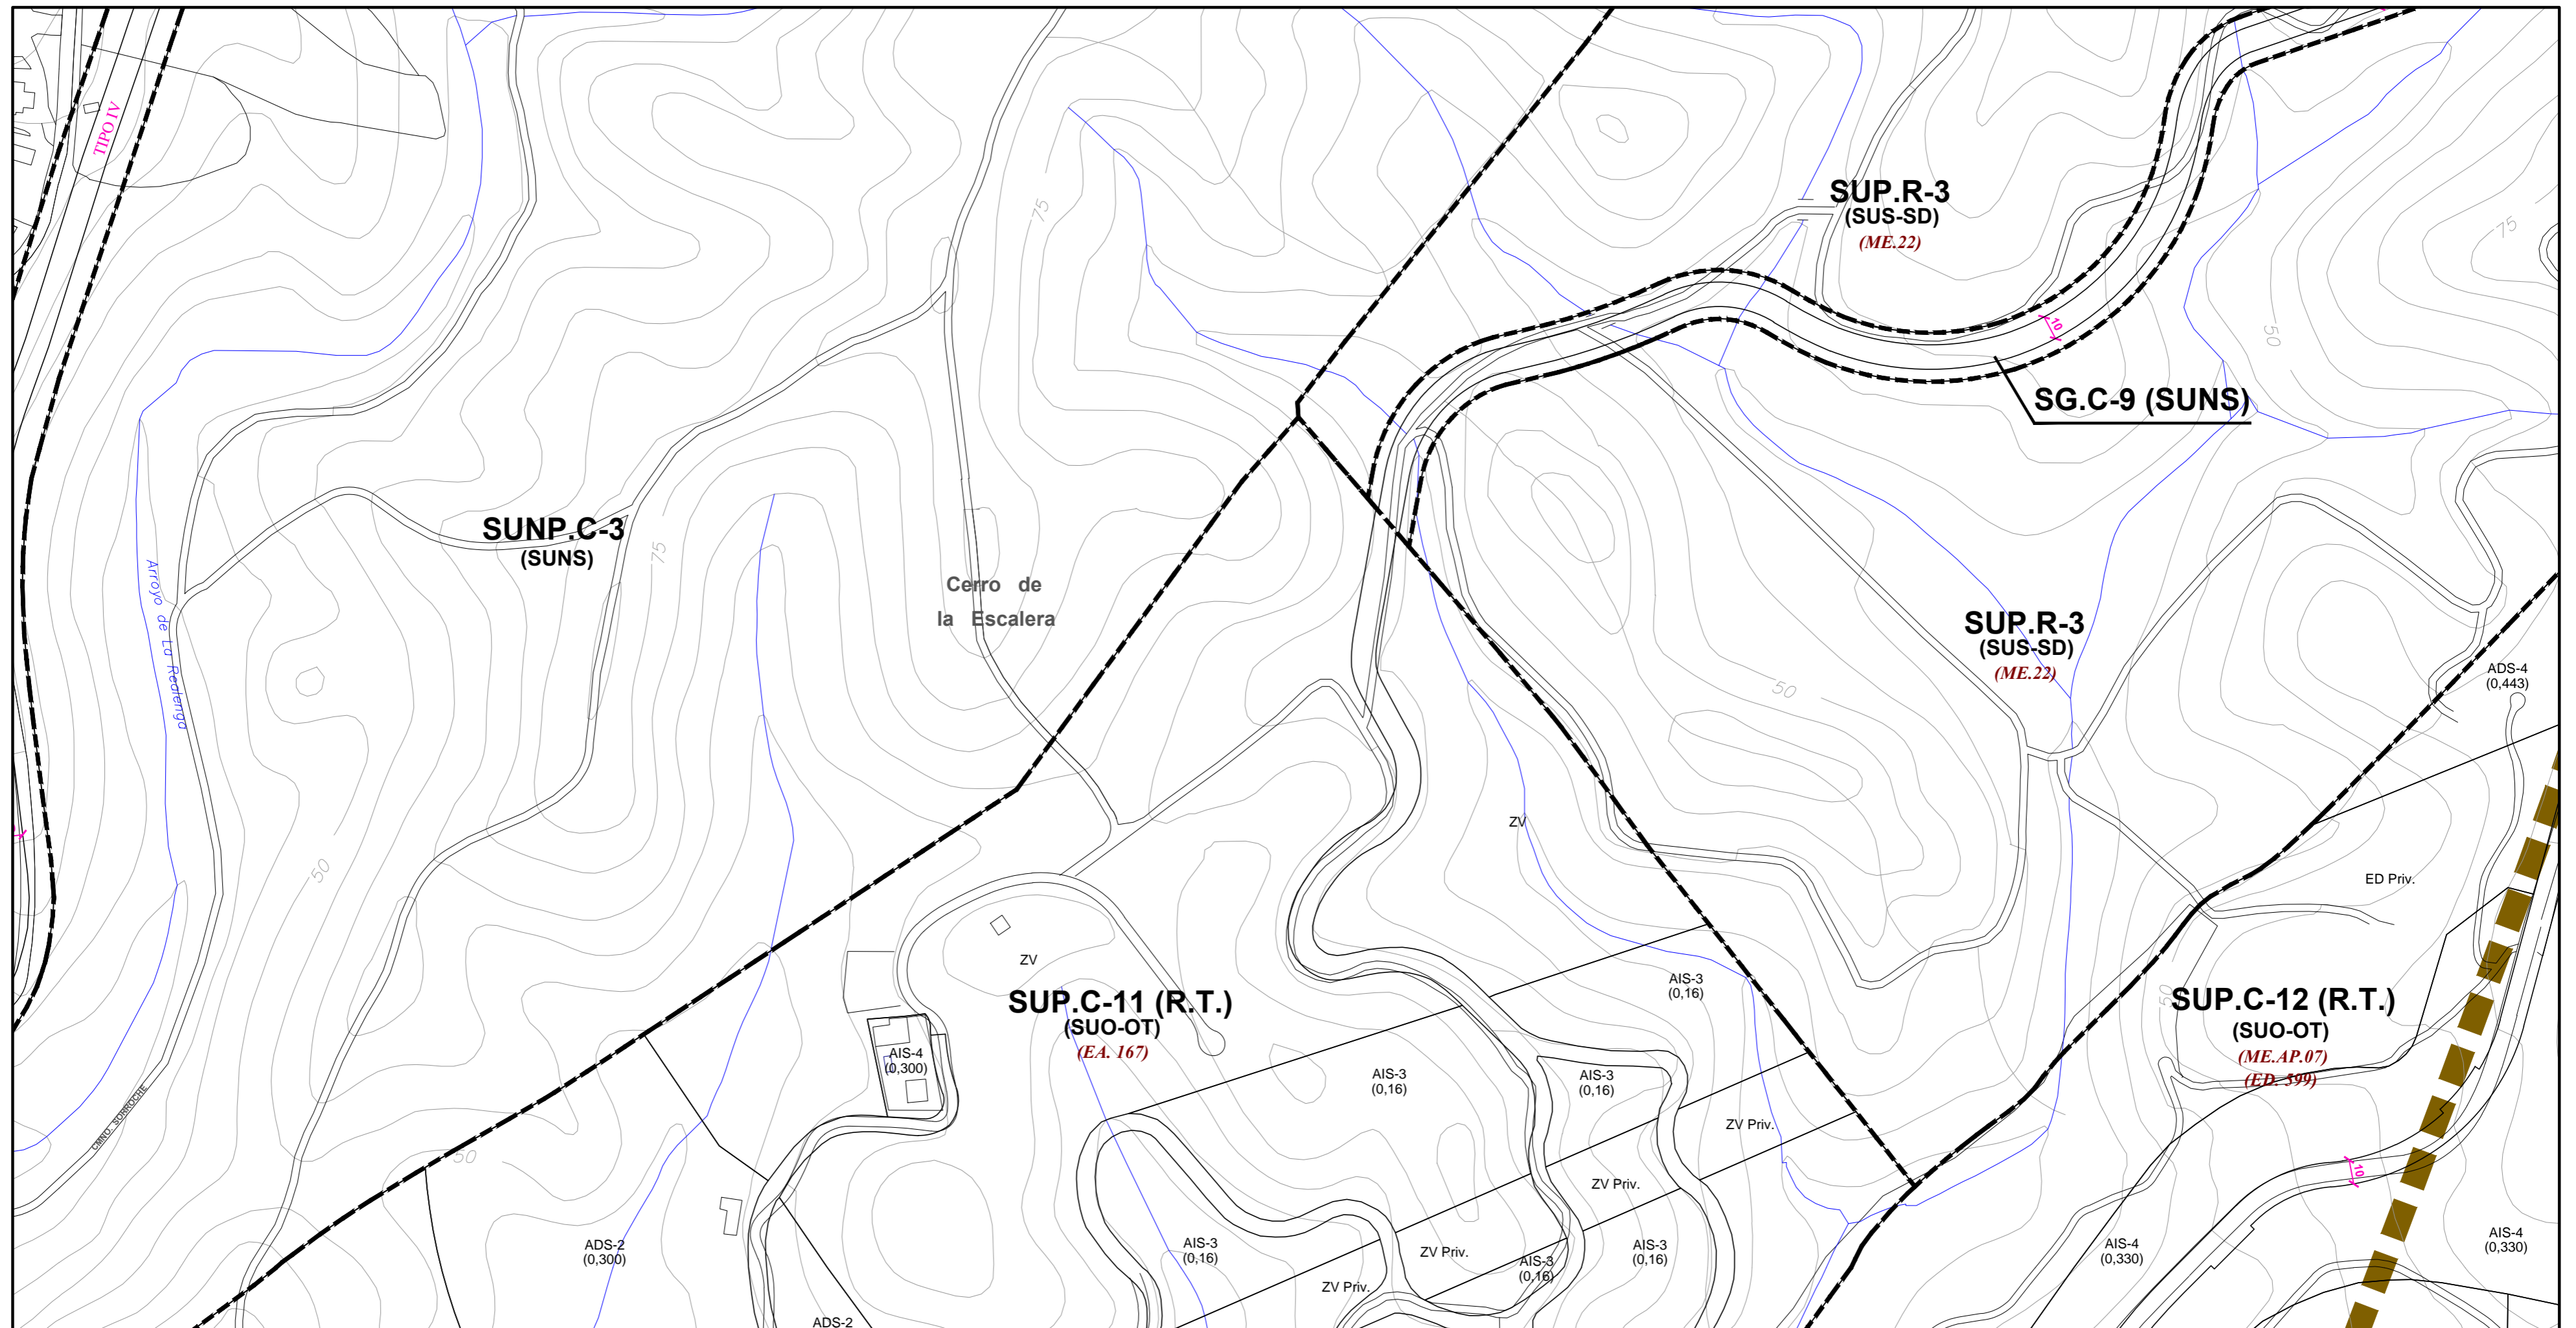 TIPO IV
75
SUP.R-3
(SUS-SD)
(ME.22)
75
10
50
SG.C-9 (SUNS)
SUNP.C-3
(SUNS)
75
Arroyo de La Realenga
Cerro de
la Escalera
SUP.R-3
(SUS-SD)
(ME.22)
50
ADS-4
(0,443)
ZV
50
ED Priv.
ZV
AIS-3
(0,16)
SUP.C-11 (R.T.)
(SUO-OT)
(EA. 167)
50
SUP.C-12 (R.T.)
(SUO-OT)
(ME.AP.07)
(ED. 599)
AIS-4
(0,300)
AIS-3
(0,16)
AIS-3
(0,16)
CMNO. SORROCHE
ZV Priv.
50
10
ZV Priv.
ADS-2
(0,300)
AIS-3
(0,16)
ZV Priv.
AIS-3
(0,16)
AIS-3
(0,16)
AIS-4
(0,330)
AIS-4
(0,330)
ZV Priv.
ADS-2